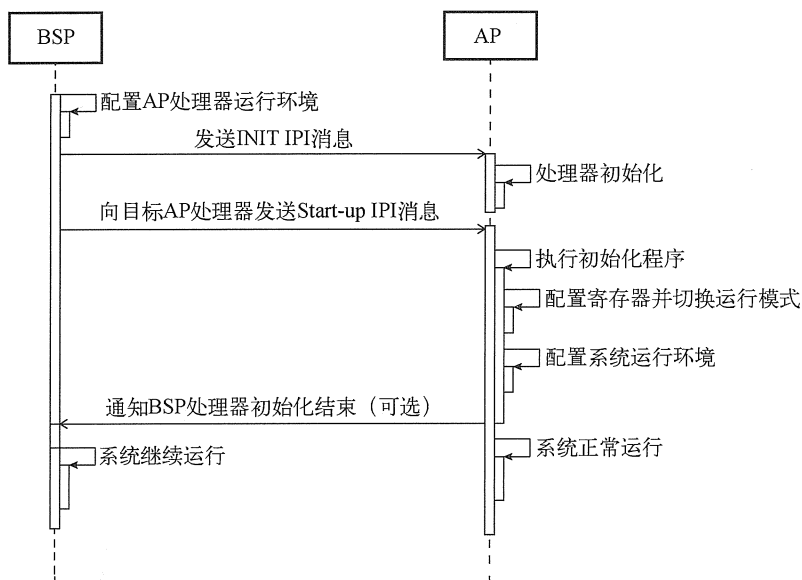 BSP
AP
配置AP处理器运行环境
发送INIT IPI消息
处理器初始化
向目标AP处理器发送Start-up IPI消息
执行初始化程序
配置寄存器并切换运行模式
配置系统运行环境
通知BSP处理器初始化结束（可选）
系统继续运行
系统正常运行